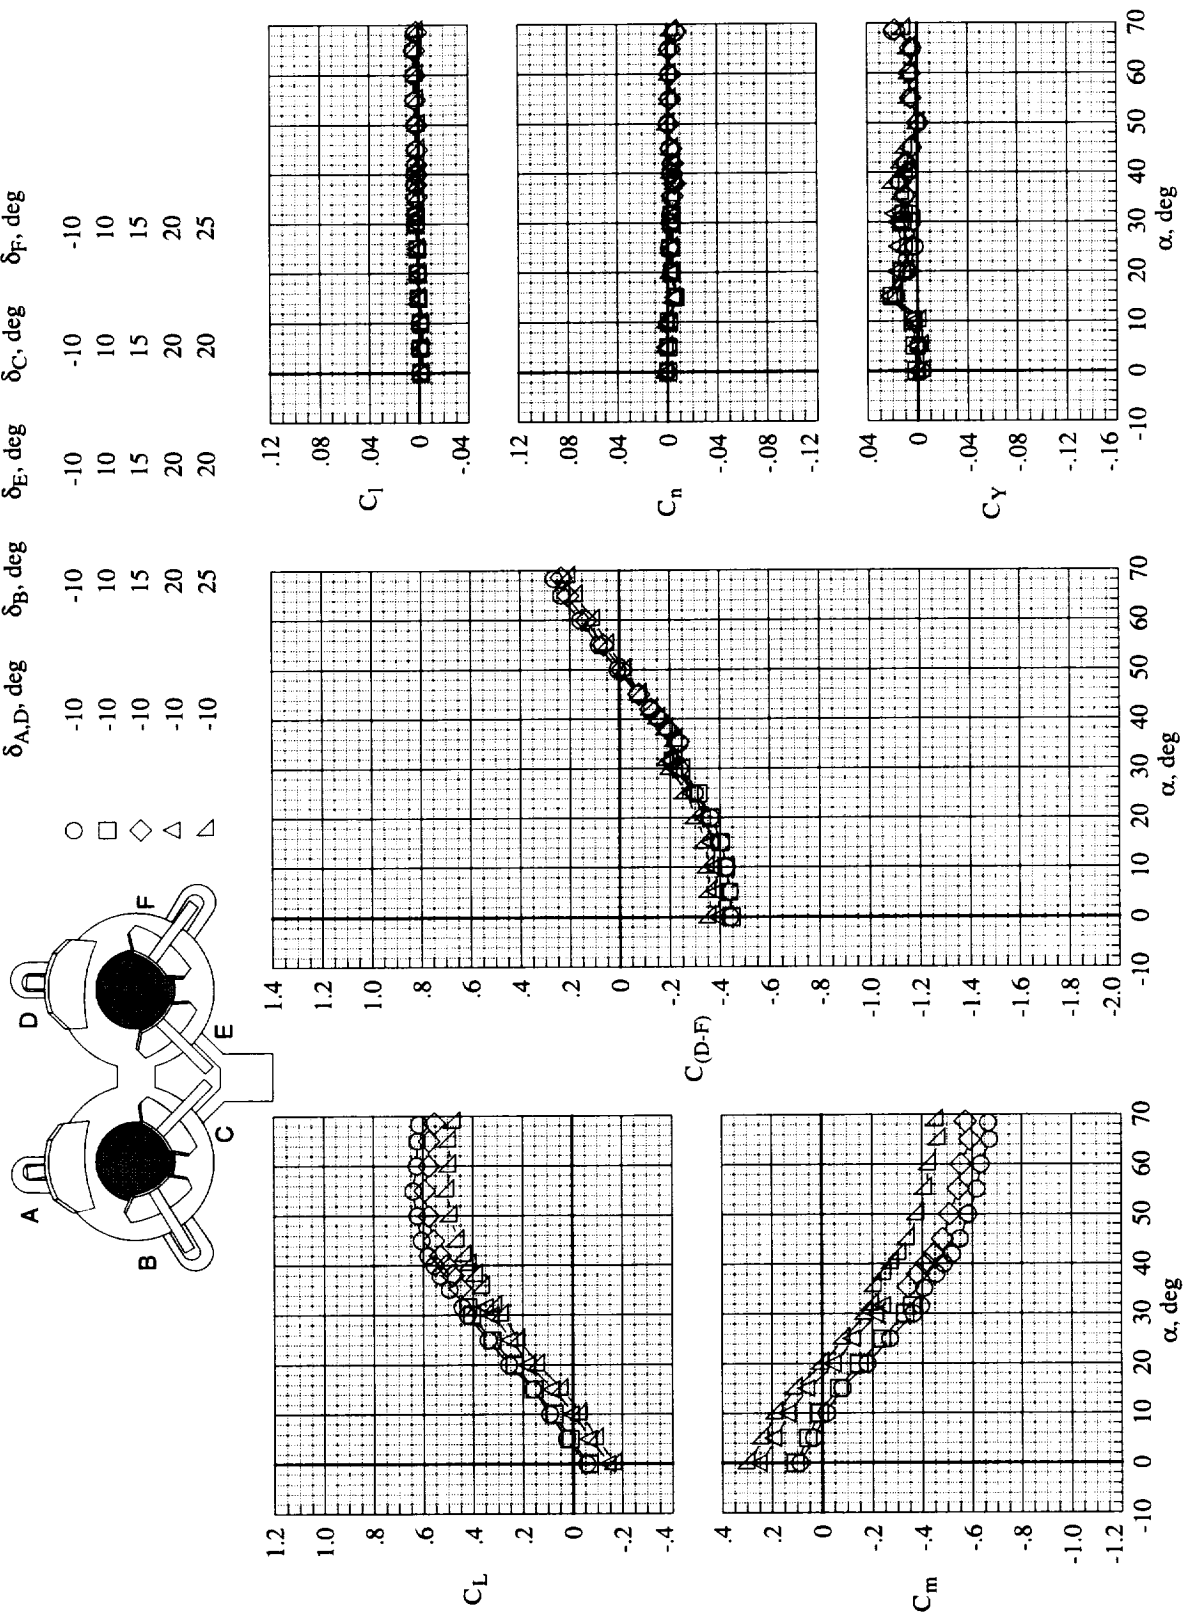 δA,D, deg δB, deg δE, deg δC, deg δF, deg
-10 -10 -10 -10 -10
-10 10 10 10 10
-10 15 15 15 15
-10 20 20 20 20
-10 25 20 20 25
A
B
C
D
E
F
1.2
1.0
.8
.6
.4
.2
0
-.2
-.4
CL
.4
.2
0
-.2
-.4
-.6
-.8
-1.0
-1.2
Cm
-10 0 10 20 30 40 50 60 70
α, deg
1.4
1.2
1.0
.8
.6
.4
.2
0
-.2
-.4
-.6
-.8
-1.0
-1.2
-1.4
-1.6
-1.8
-2.0
C(D-F)
-10 0 10 20 30 40 50 60 70
α, deg
.12
.08
.04
0
-.04
Cl
.12
.08
.04
0
-.04
-.08
-.12
Cn
.04
0
-.04
-.08
-.12
-.16
CY
-10 0 10 20 30 40 50 60 70
α, deg